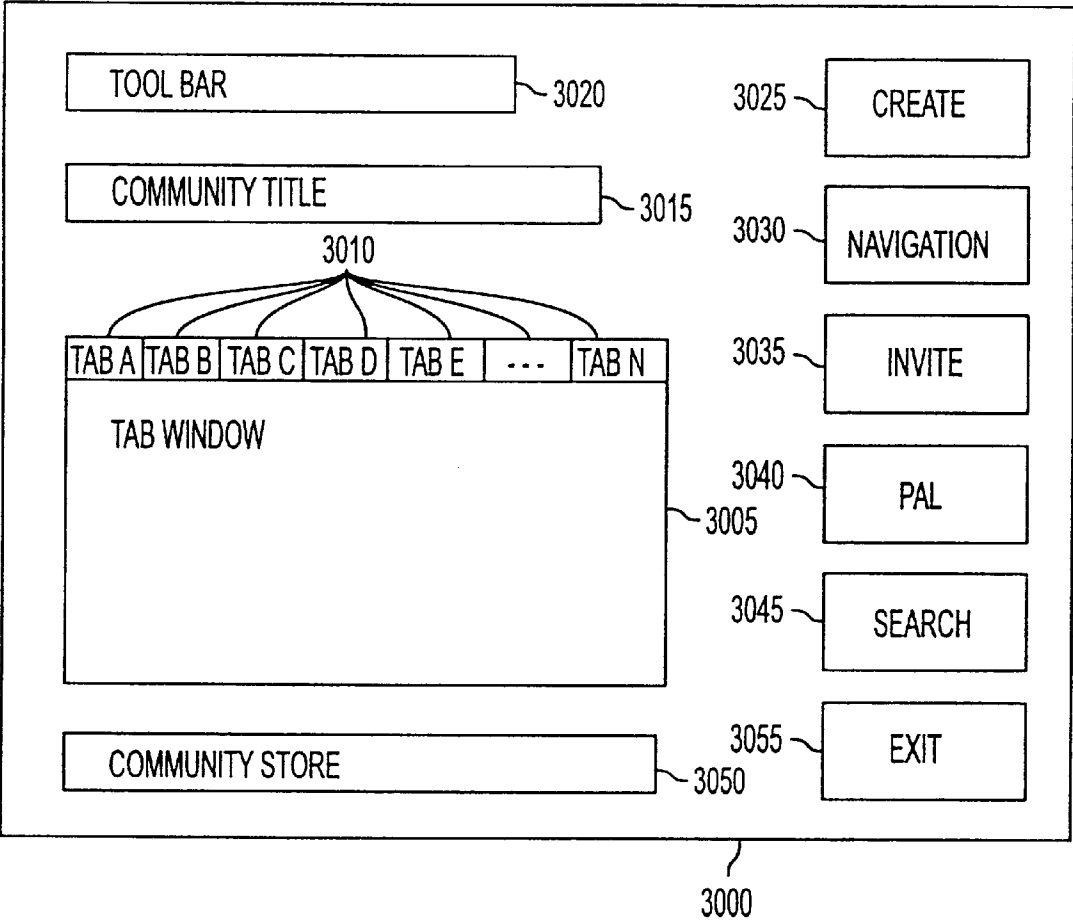 TOOL BAR
3020
COMMUNITY TITLE
3015
3010
TAB A TAB B TAB C TAB D TAB E ... TAB N
TAB WINDOW
3005
COMMUNITY STORE
3050
3025
CREATE
3030
NAVIGATION
3035
INVITE
3040
PAL
3045
SEARCH
3055
EXIT
3000